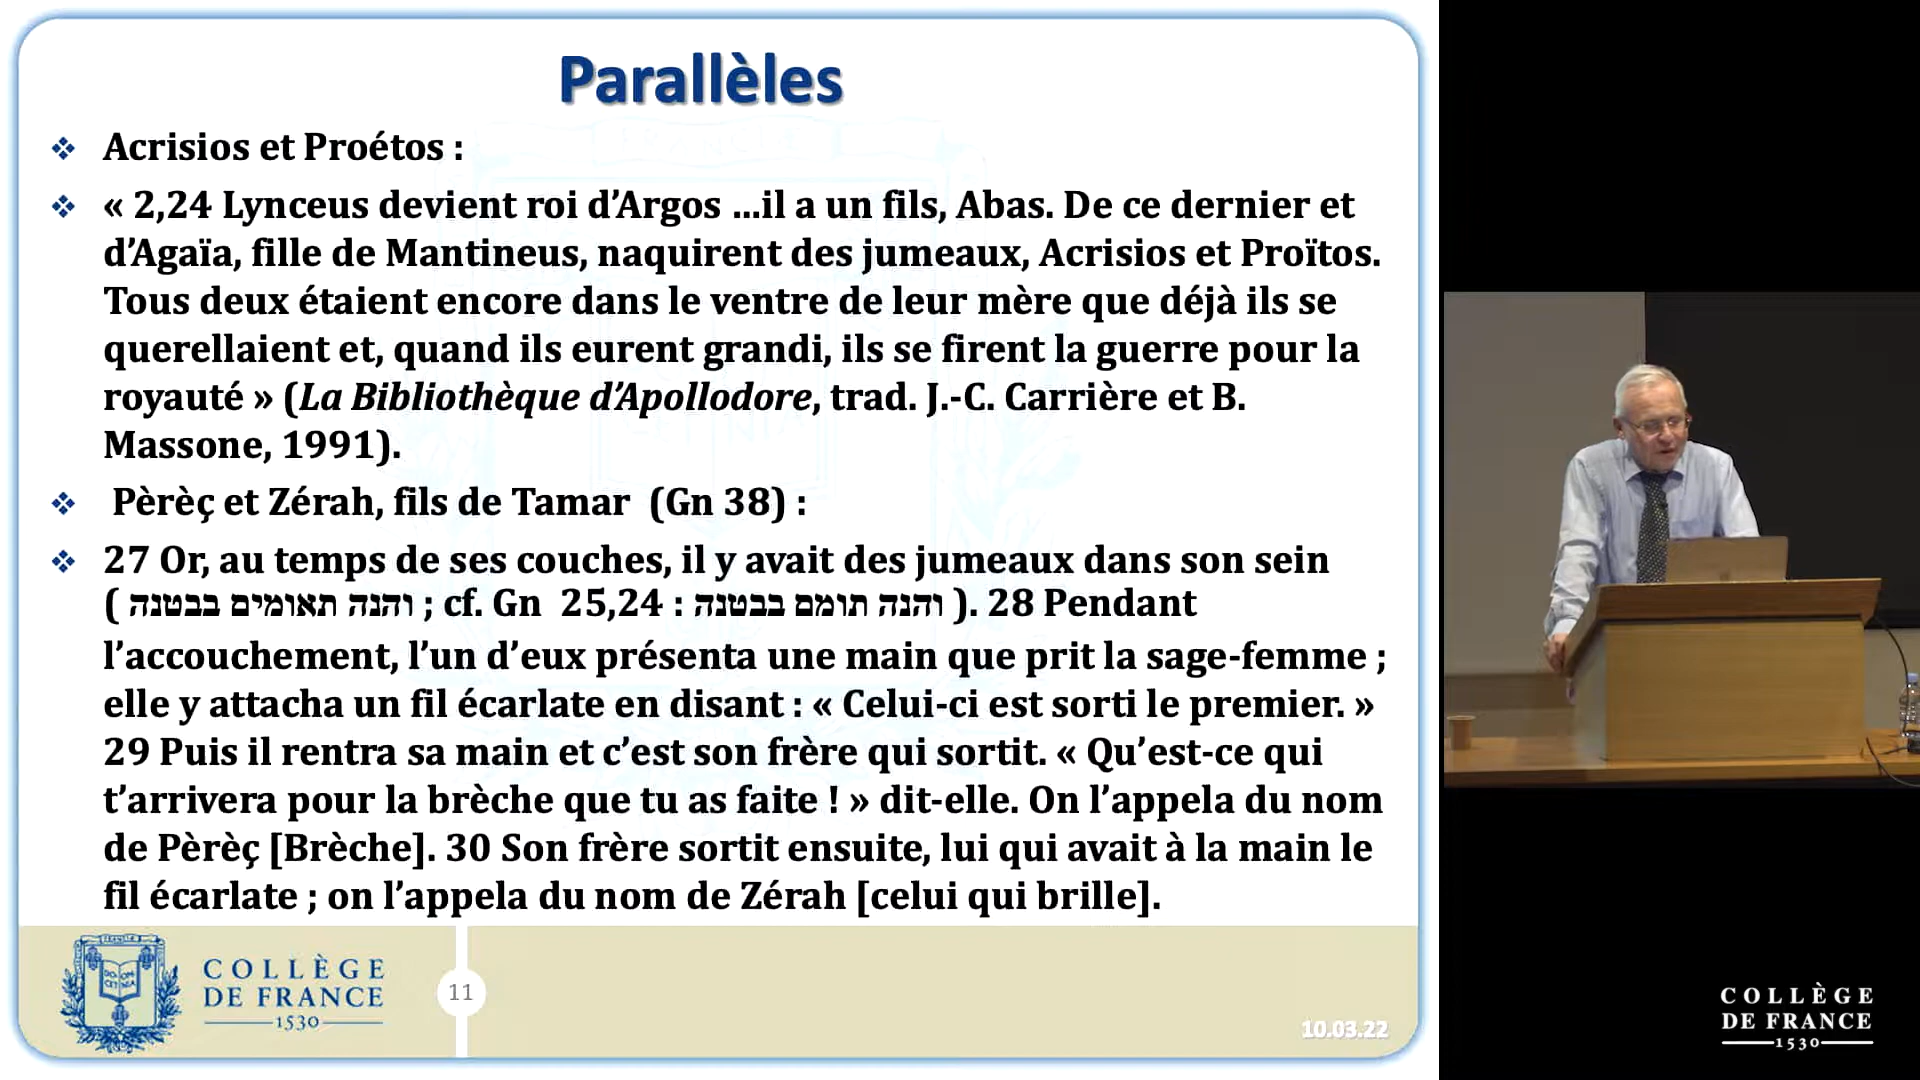 Parallèles
❖ Acrisios et Proétos :
❖ « 2,24 Lynceus devient roi d’Argos …il a un fils, Abas. De ce dernier et
d’Agaïa, fille de Mantineus, naquirent des jumeaux, Acrisios et Proïtos.
Tous deux étaient encore dans le ventre de leur mère que déjà ils se
querellaient et, quand ils eurent grandi, ils se firent la guerre pour la
royauté » (La Bibliothèque d’Apollodore, trad. J.-C. Carrière et B.
Massone, 1991).
❖ Pèrèç et Zérah, fils de Tamar (Gn 38) :
❖ 27 Or, au temps de ses couches, il y avait des jumeaux dans son sein
( והנה תאומים בבטנה ; cf. Gn 25,24 : והנה תומם בבטנה ). 28 Pendant
l’accouchement, l’un d’eux présenta une main que prit la sage-femme ;
elle y attacha un fil écarlate en disant : « Celui-ci est sorti le premier. »
29 Puis il rentra sa main et c’est son frère qui sortit. « Qu’est-ce qui
t’arrivera pour la brèche que tu as faite ! » dit-elle. On l’appela du nom
de Pèrèç [Brèche]. 30 Son frère sortit ensuite, lui qui avait à la main le
fil écarlate ; on l’appela du nom de Zérah [celui qui brille].
COLLÈGE
DE FRANCE
1530
11
10.03.22
COLLÈGE
DE FRANCE
1530